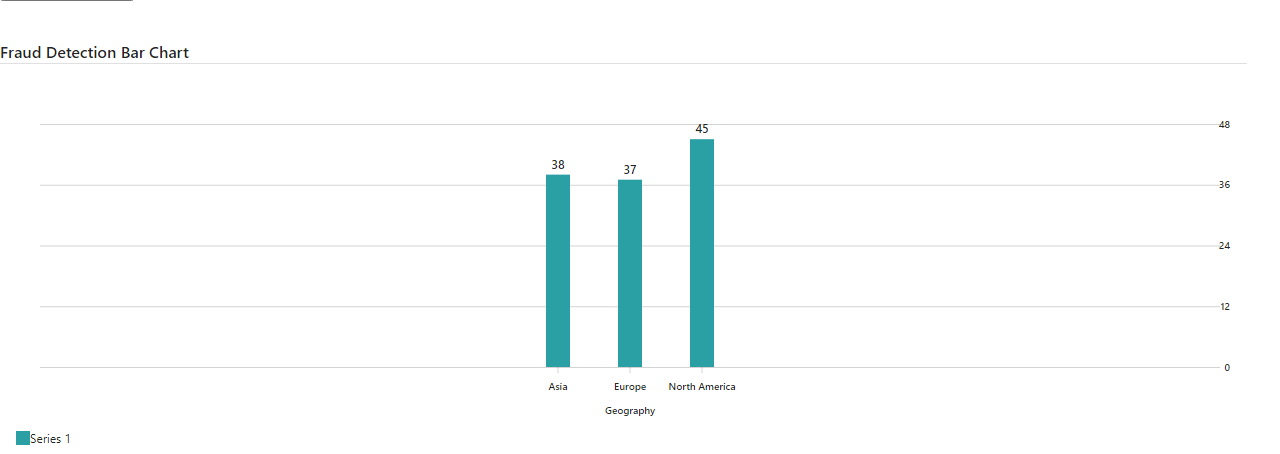 Fraud Detection Bar Chart
48
45
38
37
36
24
12
0
Asia Europe North America
Geography
Series 1